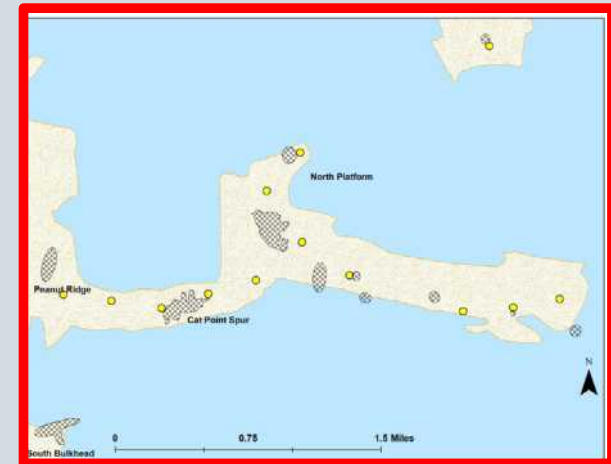 North Platform
Peanut Ridge
Cat Point Spur
N
0 0.75 1.5 Miles
South Bulkhead